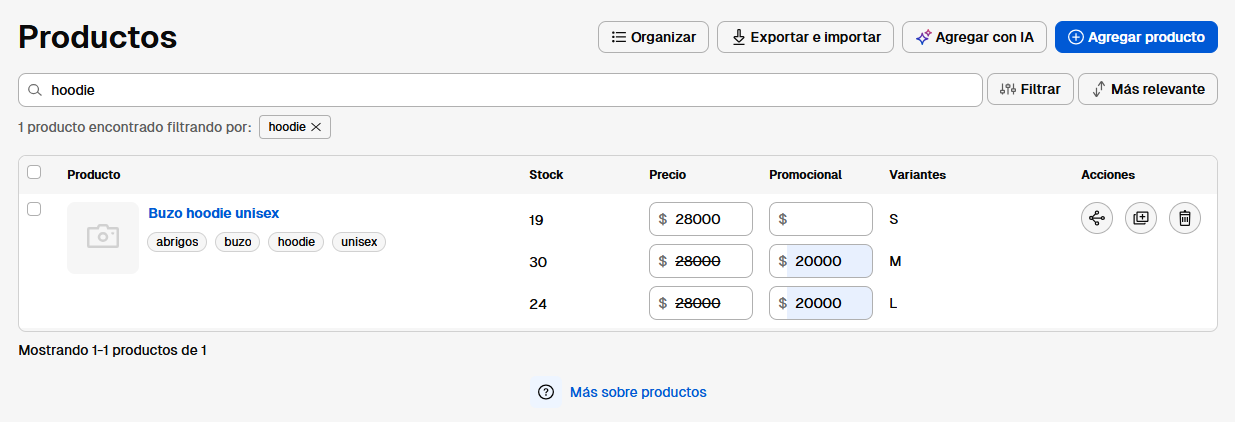 Productos
Organizar
Exportar e importar
Agregar con IA
Agregar producto
hoodie
Filtrar
Más relevante
1 producto encontrado filtrando por: hoodie
Producto Stock Precio Promocional Variantes Acciones
Buzo hoodie unisex
abrigos buzo hoodie unisex
19 $ 28000 $ S
30 $ 28000 $ 20000 M
24 $ 28000 $ 20000 L
Mostrando 1-1 productos de 1
? Más sobre productos